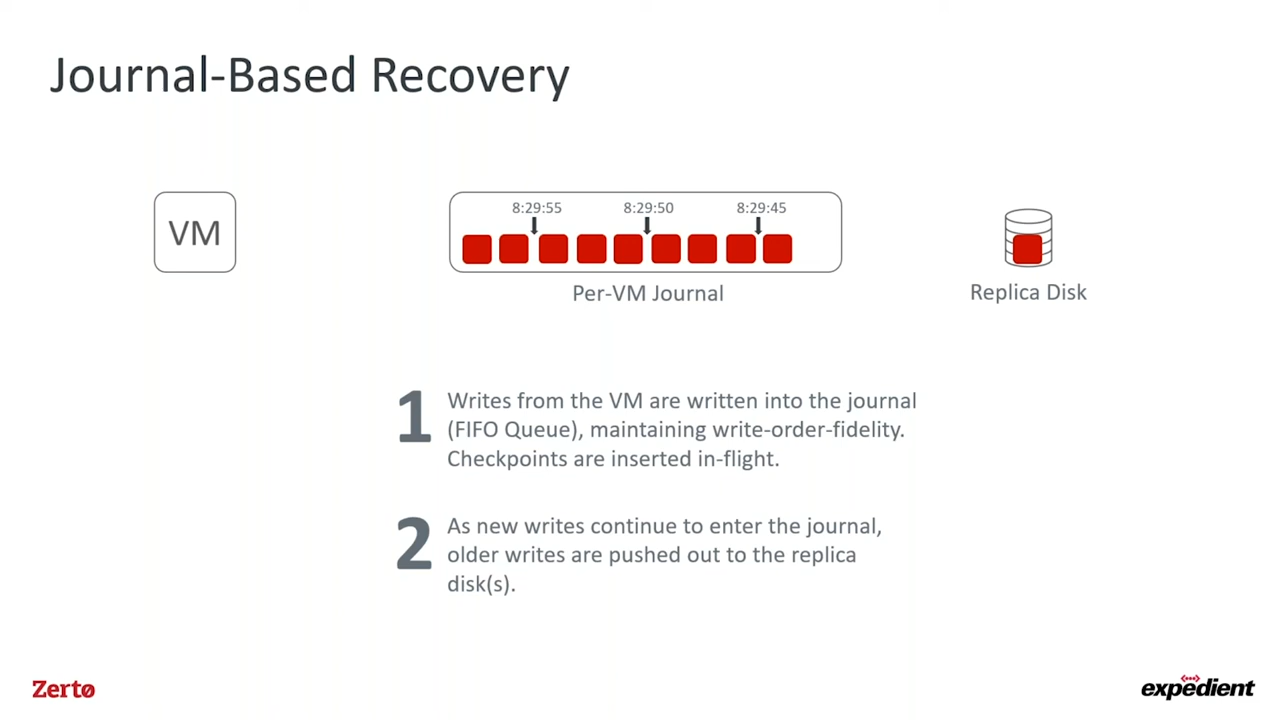 Journal-Based Recovery
VM
8:29:55
8:29:50
8:29:45
Per-VM Journal
Replica Disk
1
Writes from the VM are written into the journal
(FIFO Queue), maintaining write-order-fidelity.
Checkpoints are inserted in-flight.
2
As new writes continue to enter the journal,
older writes are pushed out to the replica
disk(s).
Zerto
expedient